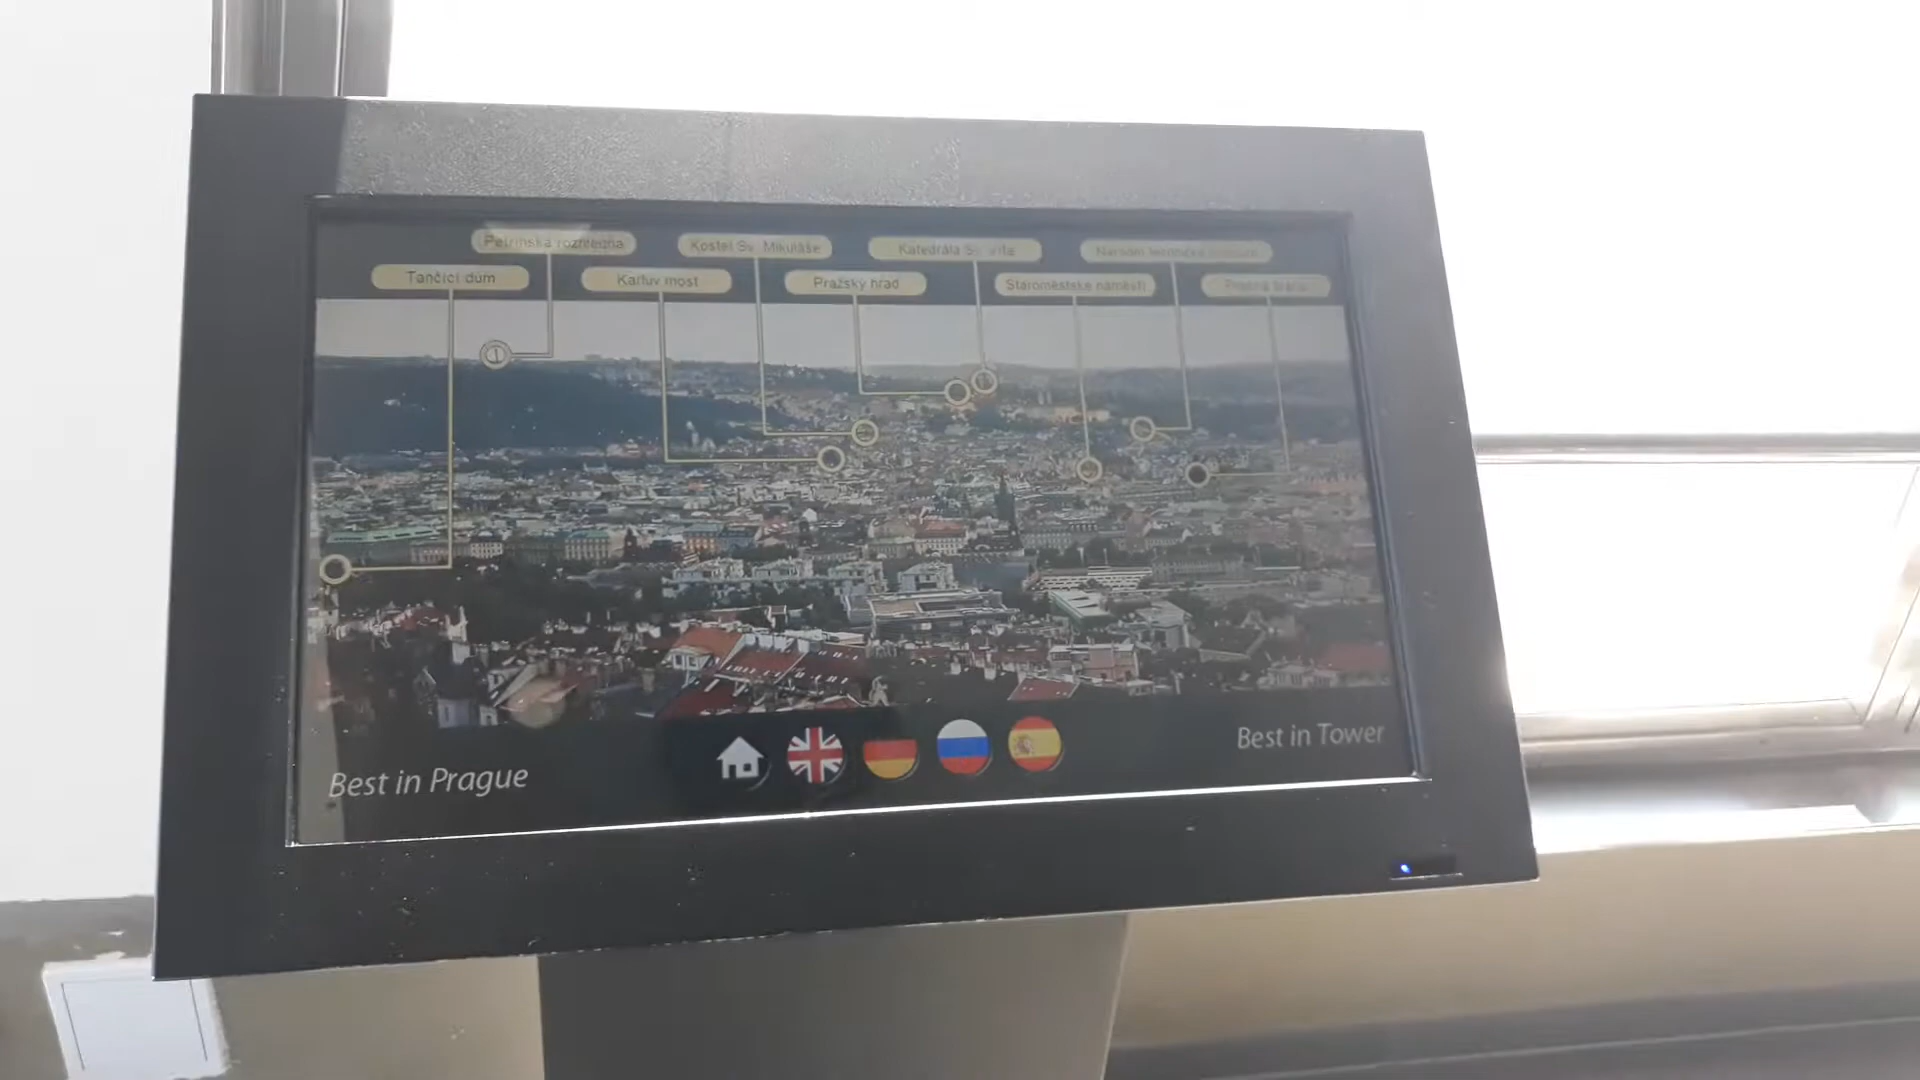 Petřínská rozhledna
Kostel Sv. Mikuláše
Katedrála Sv. Víta
Tančící dům
Karlův most
Pražský hrad
Staroměstské náměstí
Best in Prague
Best in Tower